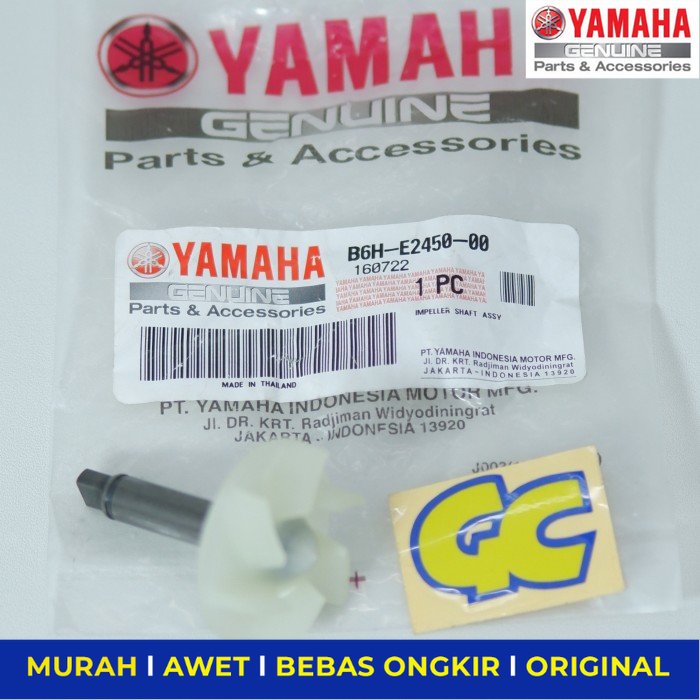 YAMAH
GENUINE
Parts & Accessories
YAMAHA
GENUINE
Parts & Accessories
YAMAHA
GENUINE
Parts & Accessories
MADE IN THAILAND
B6H-E2450-00
160722
1 PC
IMPELLER SHAFT ASSY
PT. YAMAHA INDONESIA MOTOR MFG.
JL. DR. KRT. Radjiman Widyodiningrat
JAKARTA-INDONESIA 13920
PT. YAMAHA INDONESIA MOTOR MFG.
Jl. DR. KRT. Radjiman Widyodiningrat
JAKARTA - INDONESIA 13920
GC
MURAH I AWET I BEBAS ONGKIR I ORIGINAL